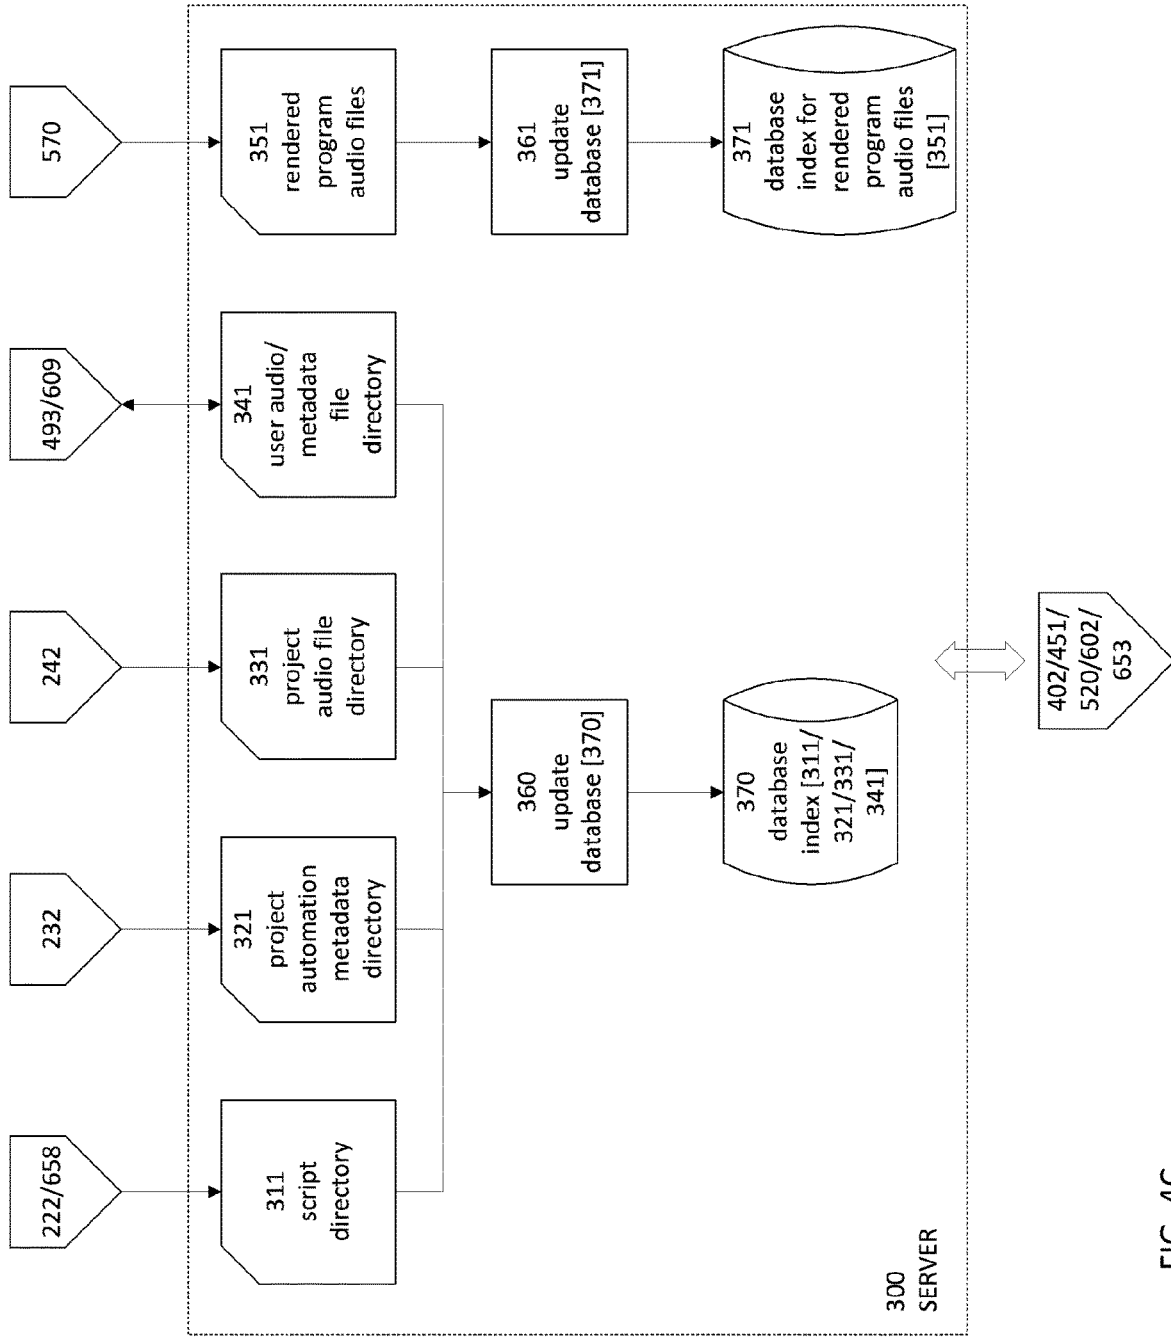 222/658
232
242
493/609
570
311
script
directory
321
project
automation
metadata
directory
331
project
audio file
directory
341
user audio/
metadata
file
directory
351
rendered
program
audio files
360
update
database [370]
361
update
database [371]
370
database
index [311/
321/331/
341]
371
database
index for
rendered
program
audio files
[351]
300
SERVER
402/451/
520/602/
653
FIG. 4C